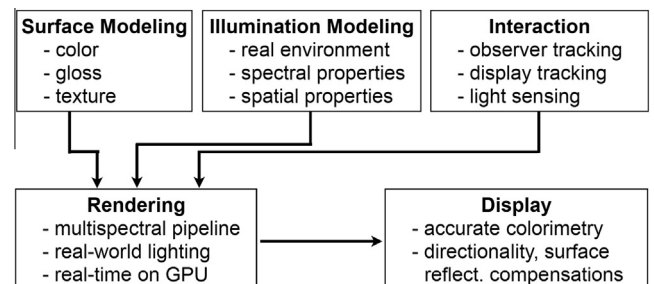 Surface Modeling
- color
- gloss
- texture
Illumination Modeling
- real environment
- spectral properties
- spatial properties
Interaction
- observer tracking
- display tracking
- light sensing
Rendering
- multispectral pipeline
- real-world lighting
- real-time on GPU
Display
- accurate colorimetry
- directionality, surface
reflect. compensations